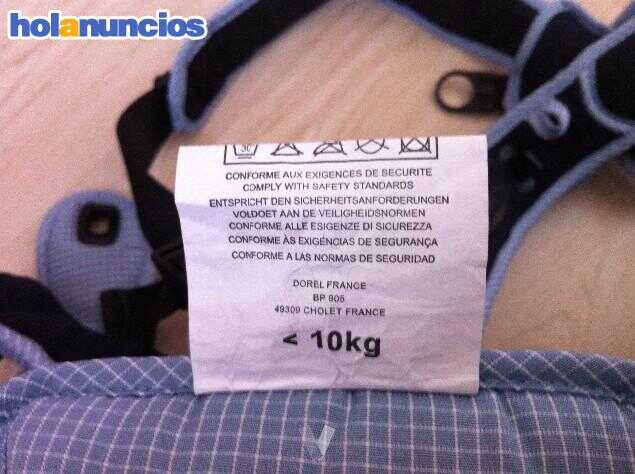 holanuncios
30
CONFORME AUX EXIGENCES DE SECURITE
COMPLY WITH SAFETY STANDARDS
ENTSPRICHT DEN SICHERHEITSANFORDERUNGEN
VOLDOET AAN DE VEILIGHEIDSNORMEN
CONFORME ALLE ESIGENZE DI SICUREZZA
CONFORME ÀS EXIGÊNCIAS DE SEGURANÇA
CONFORME A LAS NORMAS DE SEGURIDAD
DOREL FRANCE
BP 905
49309 CHOLET FRANCE
< 10kg